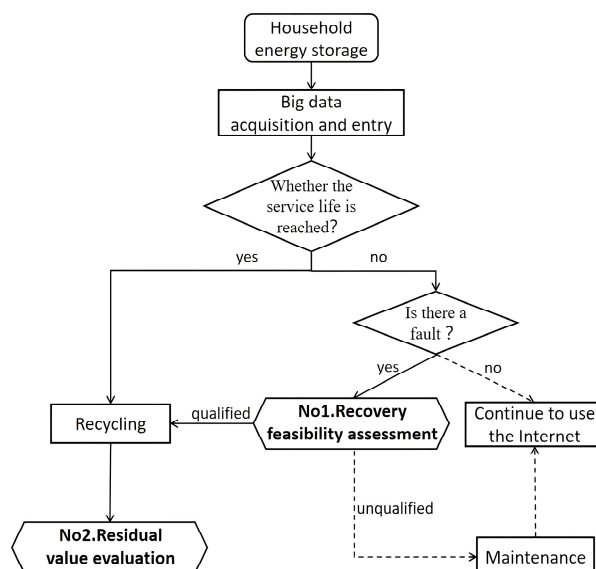 Household
energy storage
Big data
acquisition and entry
Whether the
service life is
reached?
yes
no
Is there a
fault ?
yes
no
Recycling
qualified
No1.Recovery
feasibility assessment
Continue to use
the Internet
unqualified
No2.Residual
value evaluation
Maintenance